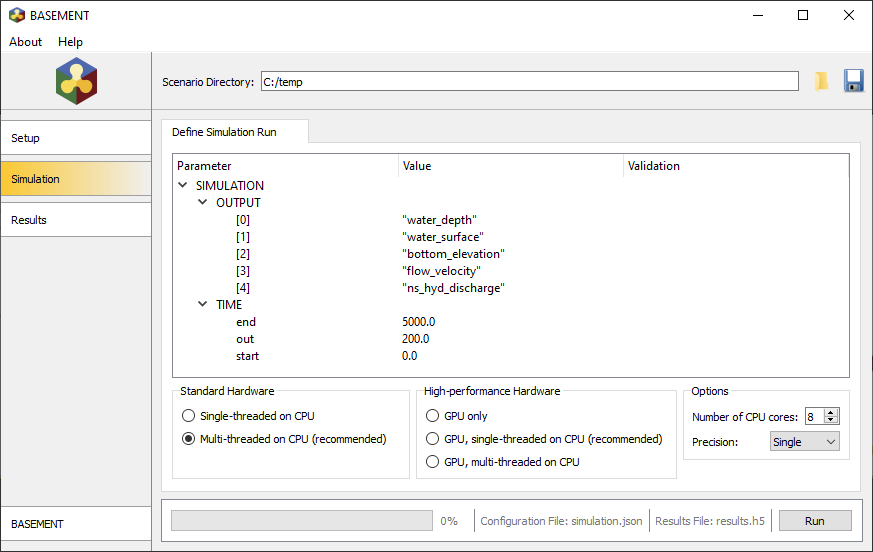 BASEMENT
About Help
Scenario Directory: C:/temp
Setup
Simulation
Results
BASEMENT
Define Simulation Run
Parameter Value Validation
SIMULATION
OUTPUT
[0] "water_depth"
[1] "water_surface"
[2] "bottom_elevation"
[3] "flow_velocity"
[4] "ns_hyd_discharge"
TIME
end 5000.0
out 200.0
start 0.0
Standard Hardware
Single-threaded on CPU
Multi-threaded on CPU (recommended)
High-performance Hardware
GPU only
GPU, single-threaded on CPU (recommended)
GPU, multi-threaded on CPU
Options
Number of CPU cores: 8
Precision: Single
0% Configuration File: simulation.json Results File: results.h5 Run